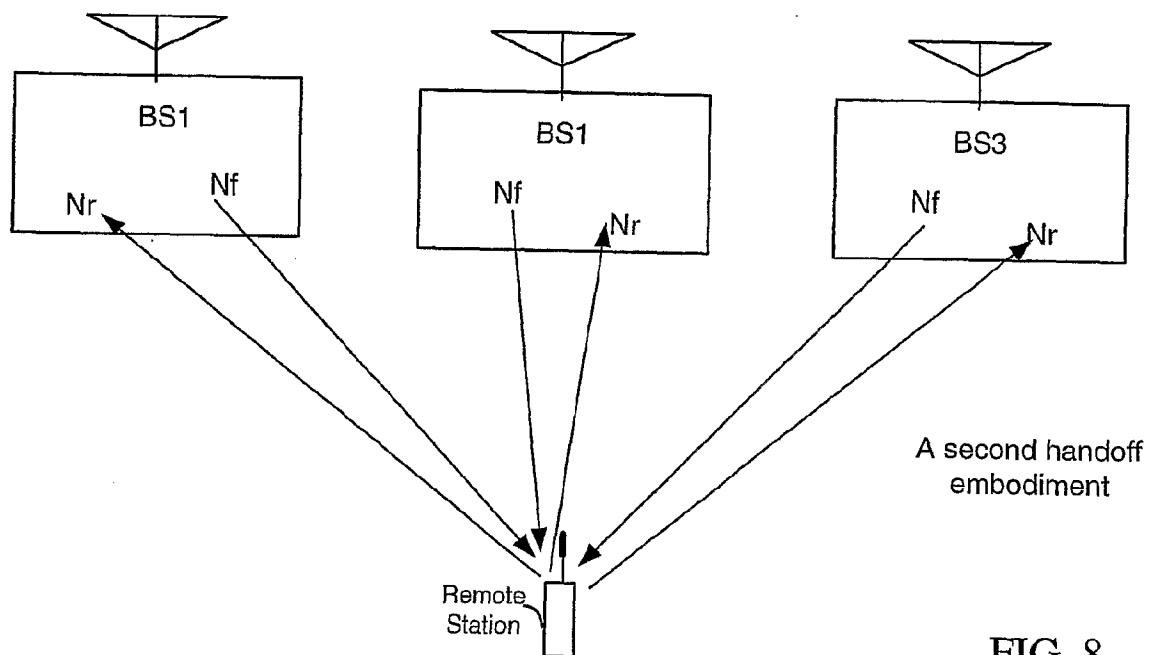 BS1
Nf
Nr
BS1
Nf
Nr
BS3
Nf
Nr
A second handoff
embodiment
Remote
Station
FIG. 8